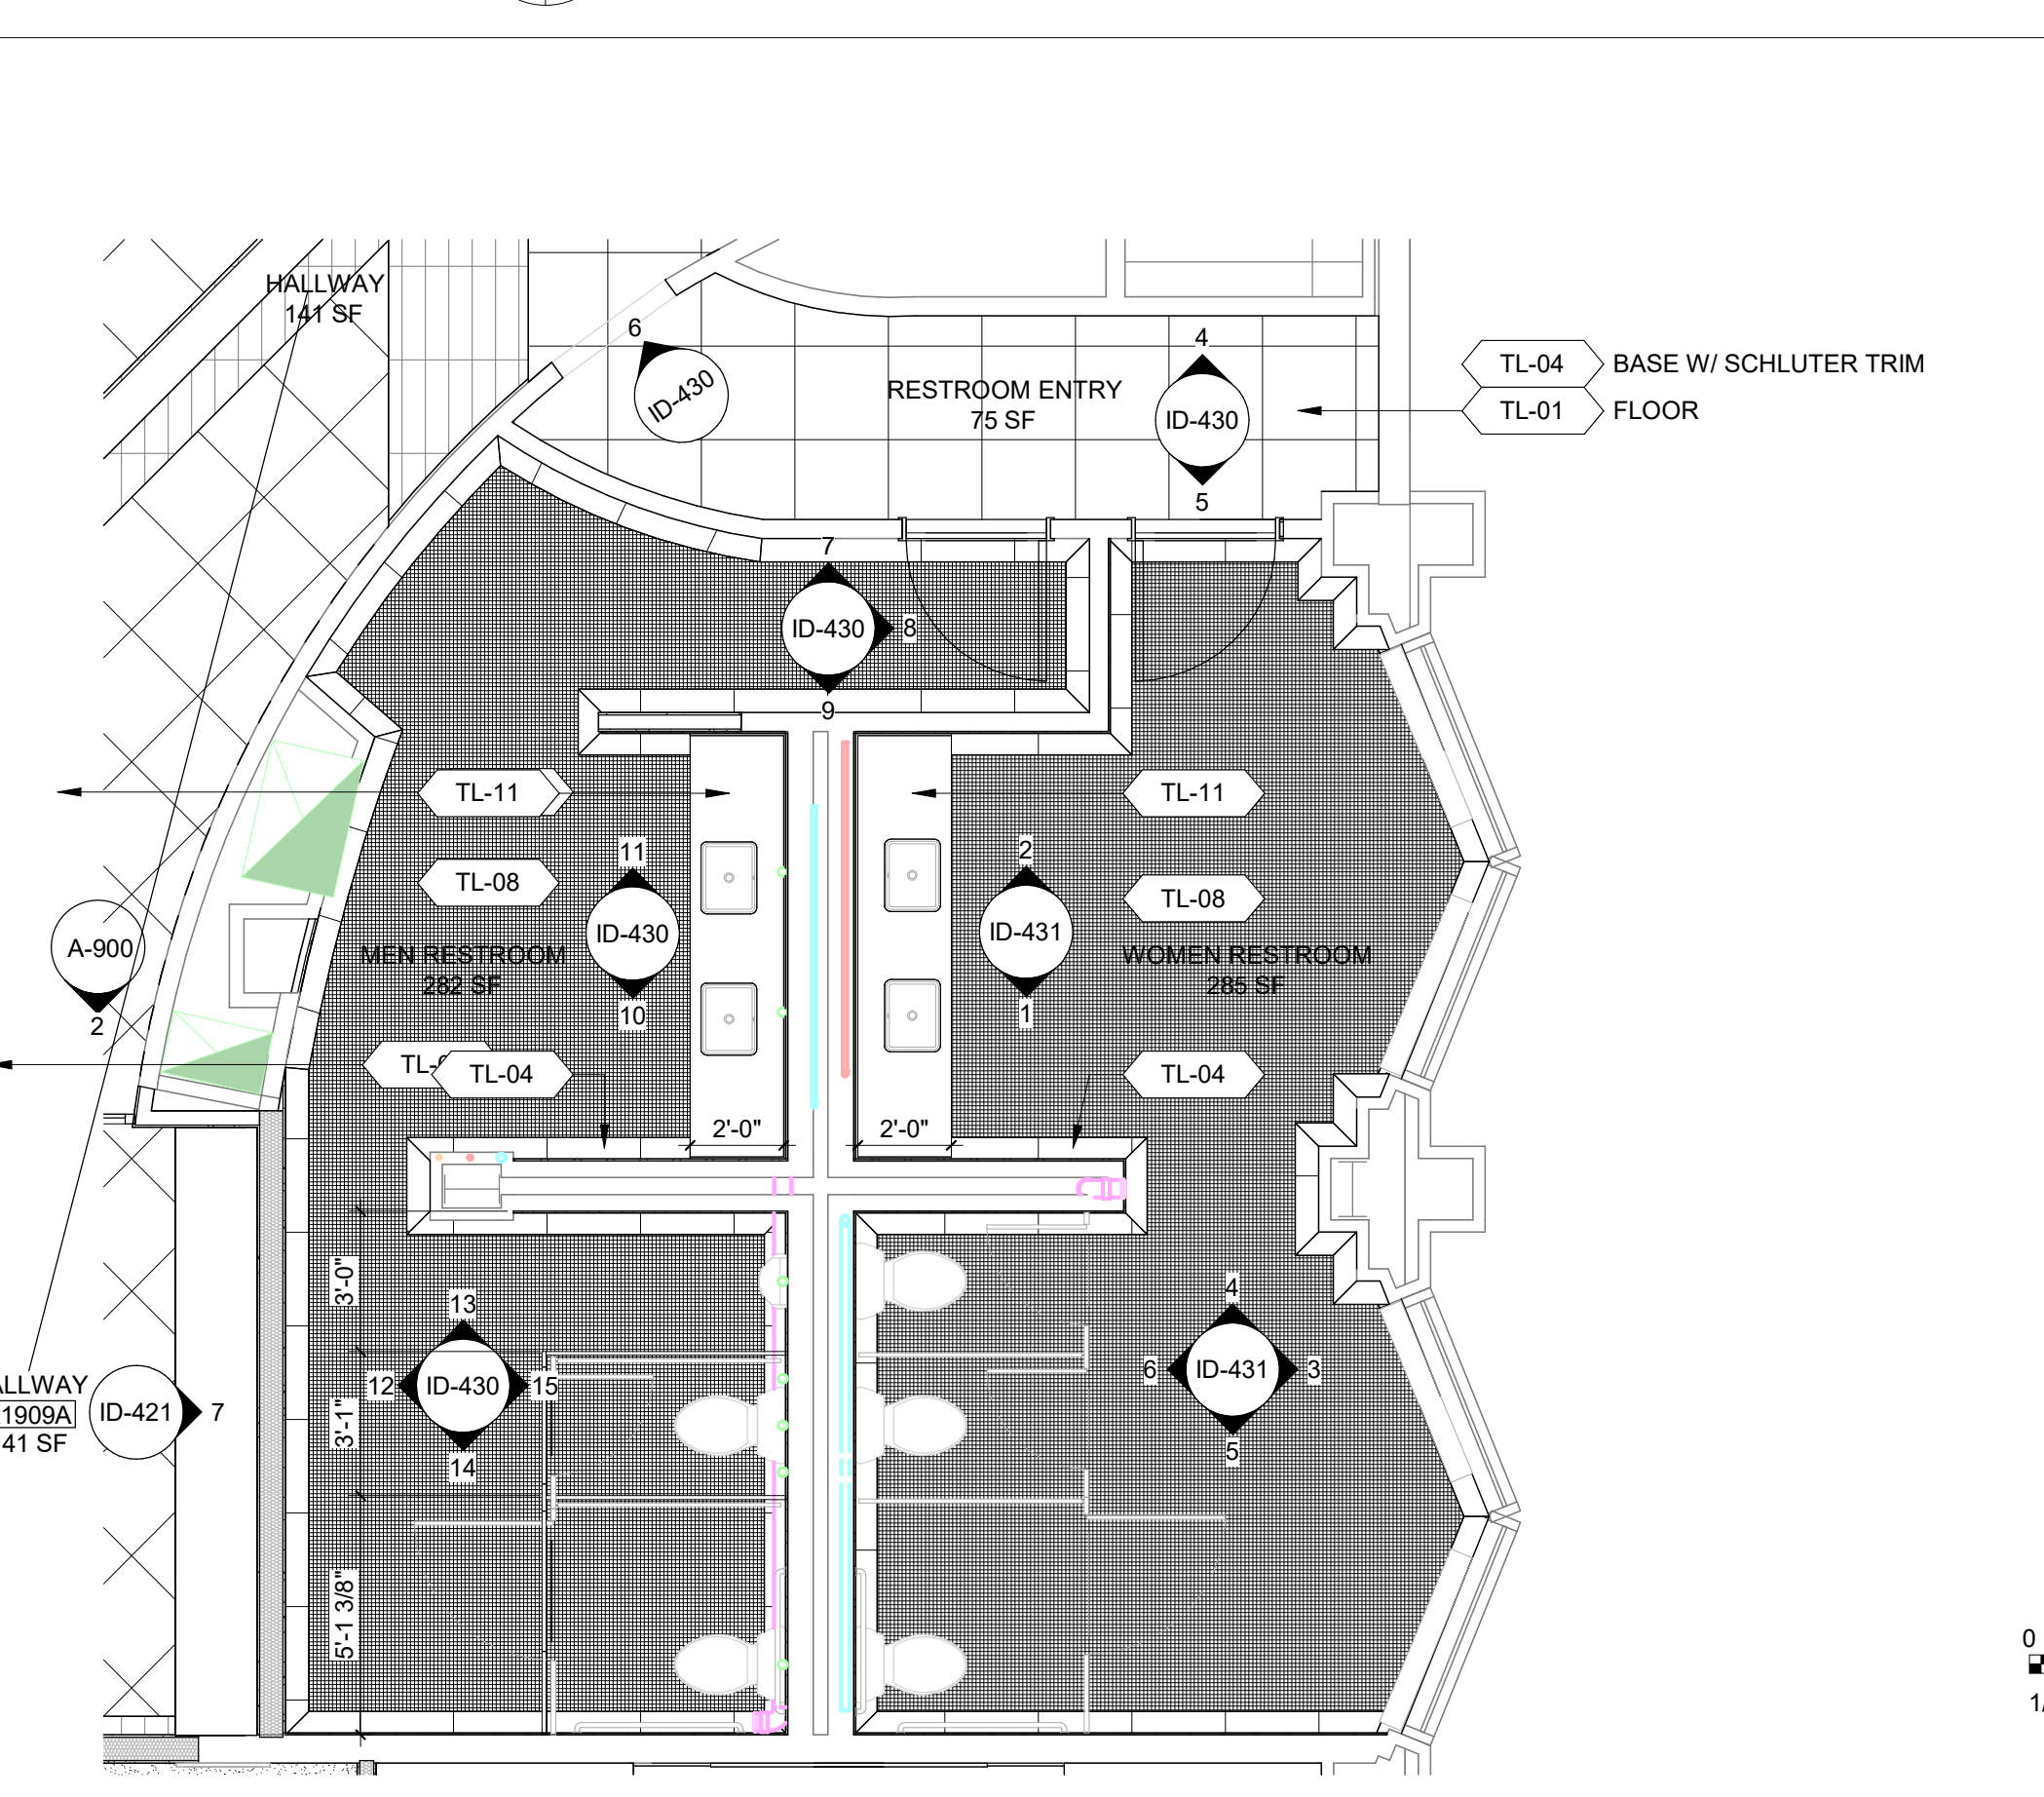 HALLWAY
141 SF
6
ID-430
RESTROOM ENTRY
75 SF
4
ID-430
5
TL-04 BASE W/ SCHLUTER TRIM
TL-01 FLOOR
7
ID-430
8
9
TL-11
TL-11
TL-08
TL-08
11
ID-430
10
2
ID-431
1
MEN RESTROOM
282 SF
WOMEN RESTROOM
285 SF
A-900
2
TL-04
TL-04
2'-0"
2'-0"
3'-0"
3'-1"
5'-1 3/8"
13
12
ID-430
15
14
4
6
ID-431
3
5
ALLWAY
1909A
41 SF
ID-421
7
0
1/